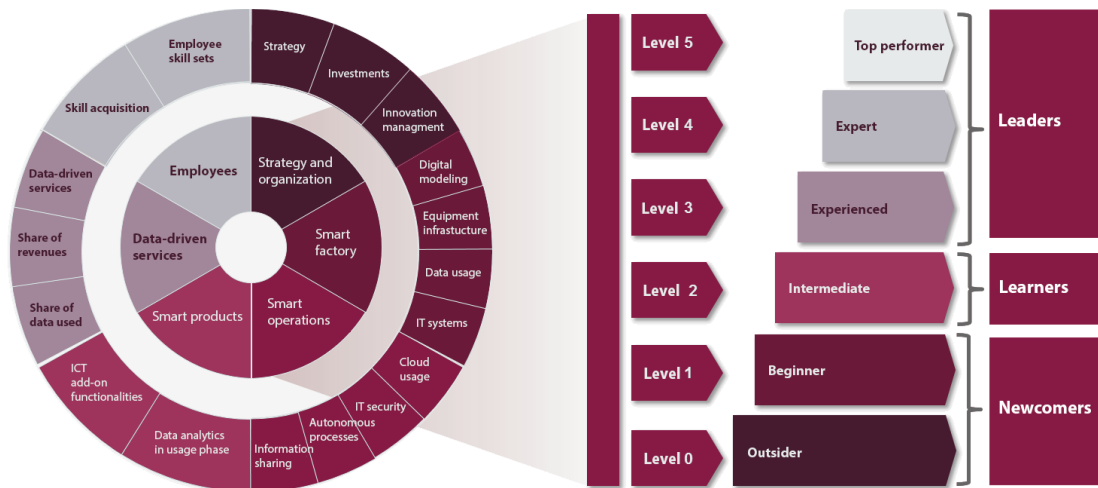 Employee
skill sets
Strategy
Investments
Innovation
managment
Digital
modeling
Equipment
infrastucture
Data usage
IT systems
Cloud
usage
IT security
Autonomous
processes
Information
sharing
Data analytics
in usage phase
ICT
add-on
functionalities
Share of
data used
Share of
revenues
Data-driven
services
Skill acquisition
Employees
Strategy and
organization
Smart
factory
Smart
operations
Smart products
Data-driven
services
Level 5
Top performer
Level 4
Expert
Leaders
Level 3
Experienced
Level 2
Intermediate
Learners
Level 1
Beginner
Newcomers
Level 0
Outsider